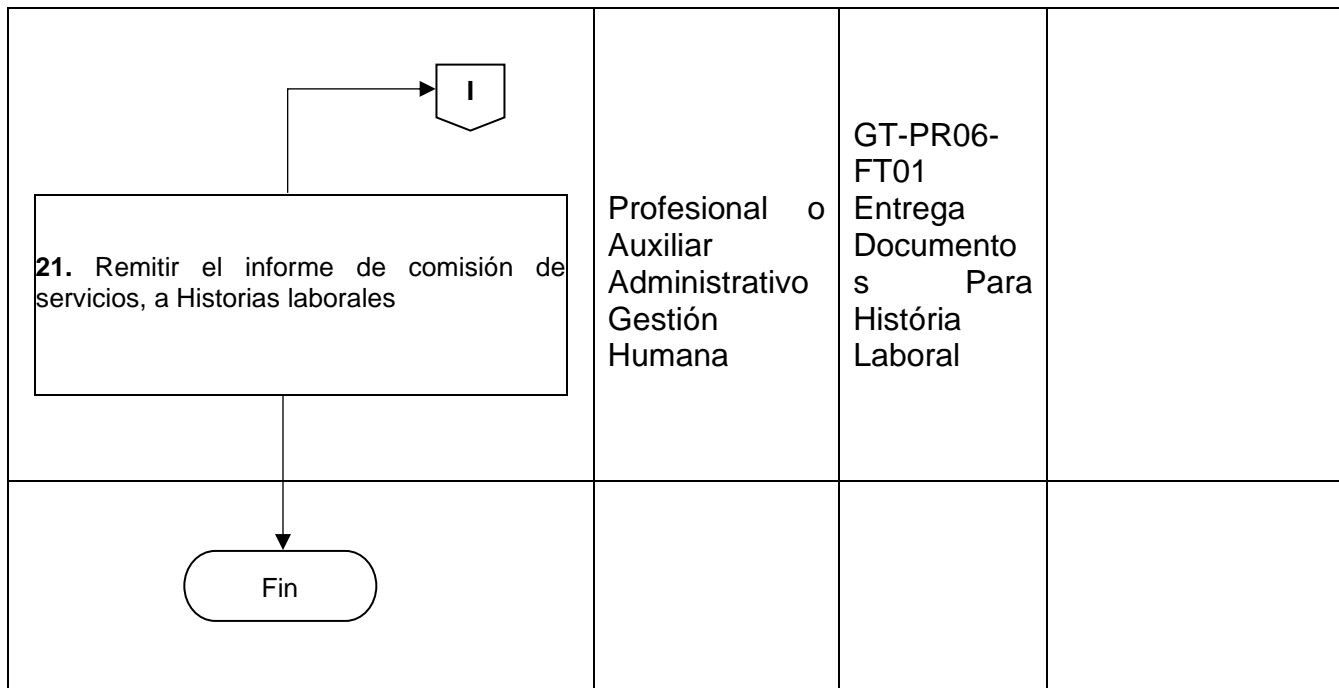 I
21. Remitir el informe de comisión de
servicios, a Historias laborales
Profesional o
Auxiliar
Administrativo
Gestión
Humana
GT-PR06-
FT01
Entrega
Documento
s Para
História
Laboral
Fin